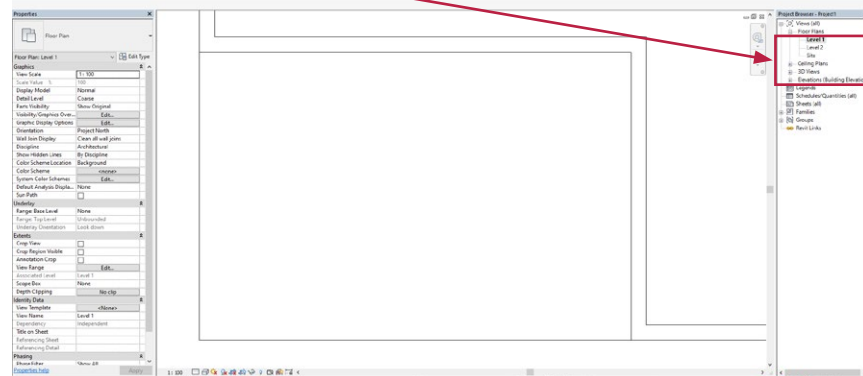 Properties
Floor Plan
Floor Plan: Level 1
Edit Type
Graphics
View Scale 1 : 100
Scale Value 1: 100
Display Model Normal
Detail Level Coarse
Parts Visibility Show Original
Visibility/Graphics Over... Edit...
Graphic Display Options Edit...
Orientation Project North
Wall Join Display Clean all wall joins
Discipline Architectural
Show Hidden Lines By Discipline
Color Scheme Location Background
Color Scheme <none>
System Color Schemes Edit...
Default Analysis Displa... None
Sun Path
Underlay
Range: Base Level None
Range: Top Level Unbounded
Underlay Orientation Look down
Extents
Crop View
Crop Region Visible
Annotation Crop
View Range Edit...
Associated Level Level 1
Scope Box None
Depth Clipping No clip
Identity Data
View Template <None>
View Name Level 1
Dependency Independent
Title on Sheet
Referencing Sheet
Referencing Detail
Phasing
Phase Filter Show All
Properties help
Apply
1 : 100
Project Browser - Project1
Views (all)
Floor Plans
Level 1
Level 2
Site
Ceiling Plans
3D Views
Elevations (Building Elevatio
Legends
Schedules/Quantities (all)
Sheets (all)
Families
Groups
Revit Links